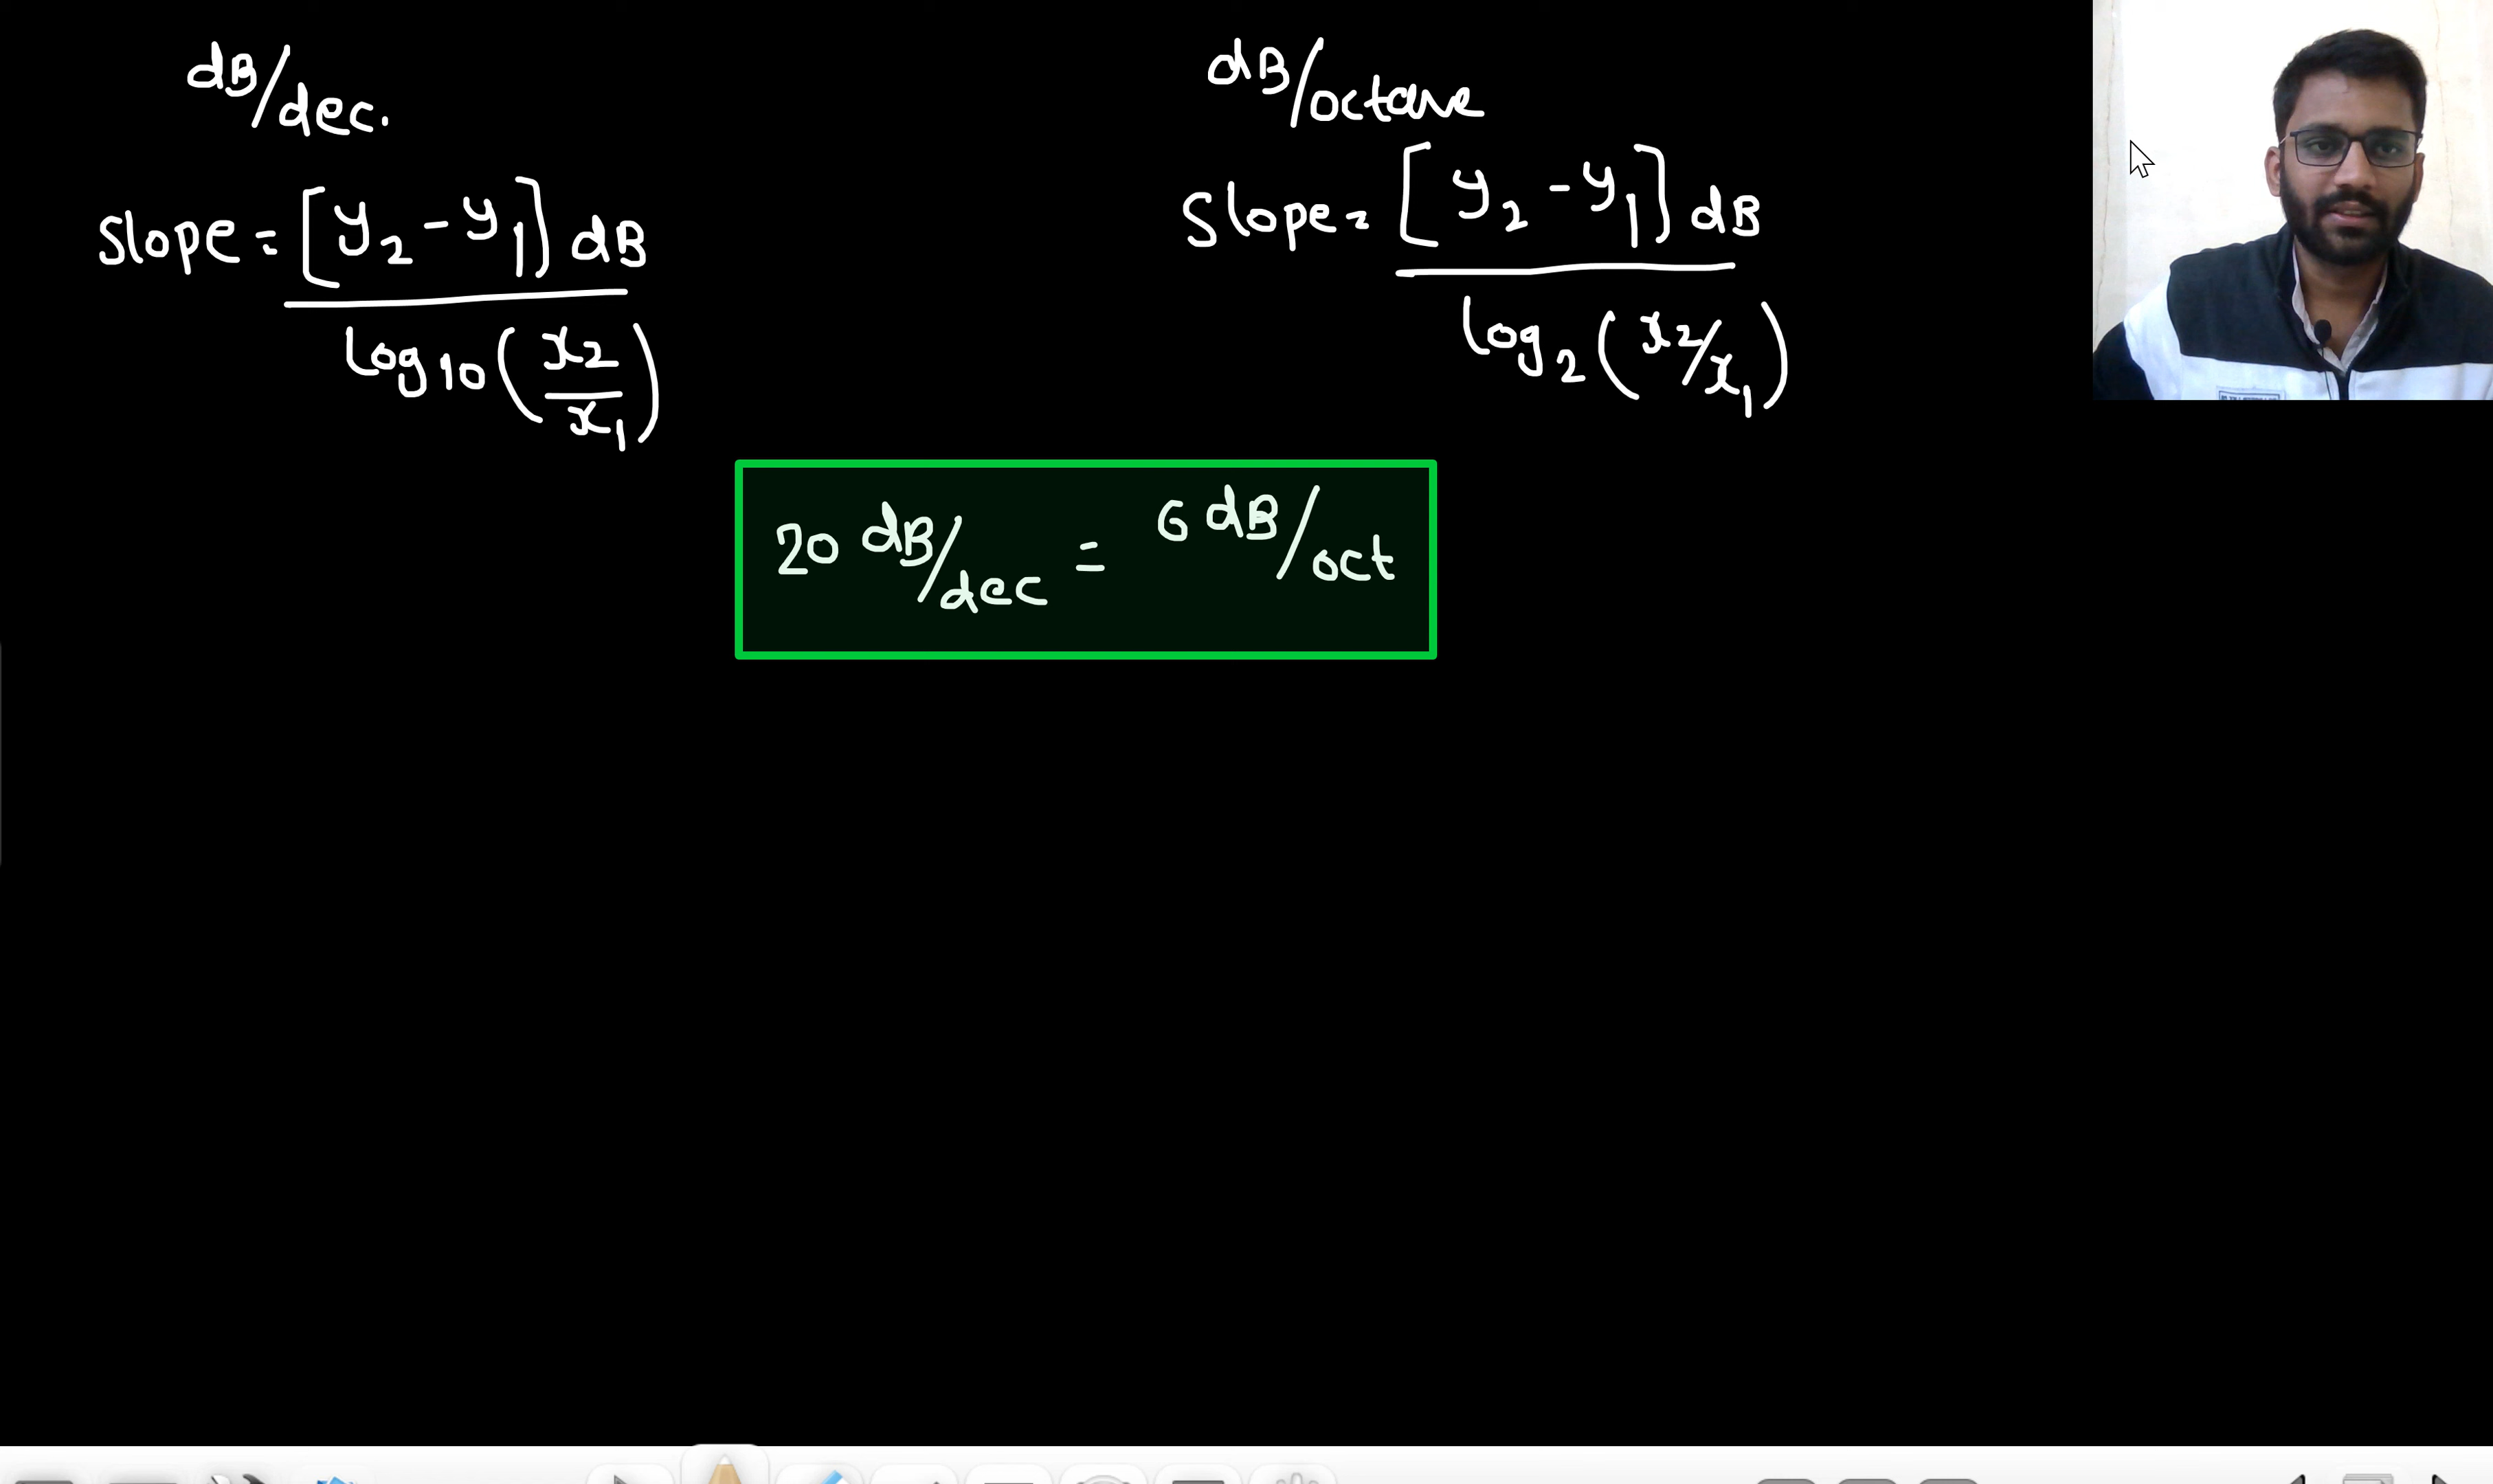 dB/dec.
Slope = [y₂ - y₁] dB
log₁₀(x₂/x₁)
dB/octave
Slope = [y₂ - y₁] dB
log₂(x₂/x₁)
20 dB/dec = 6 dB/oct